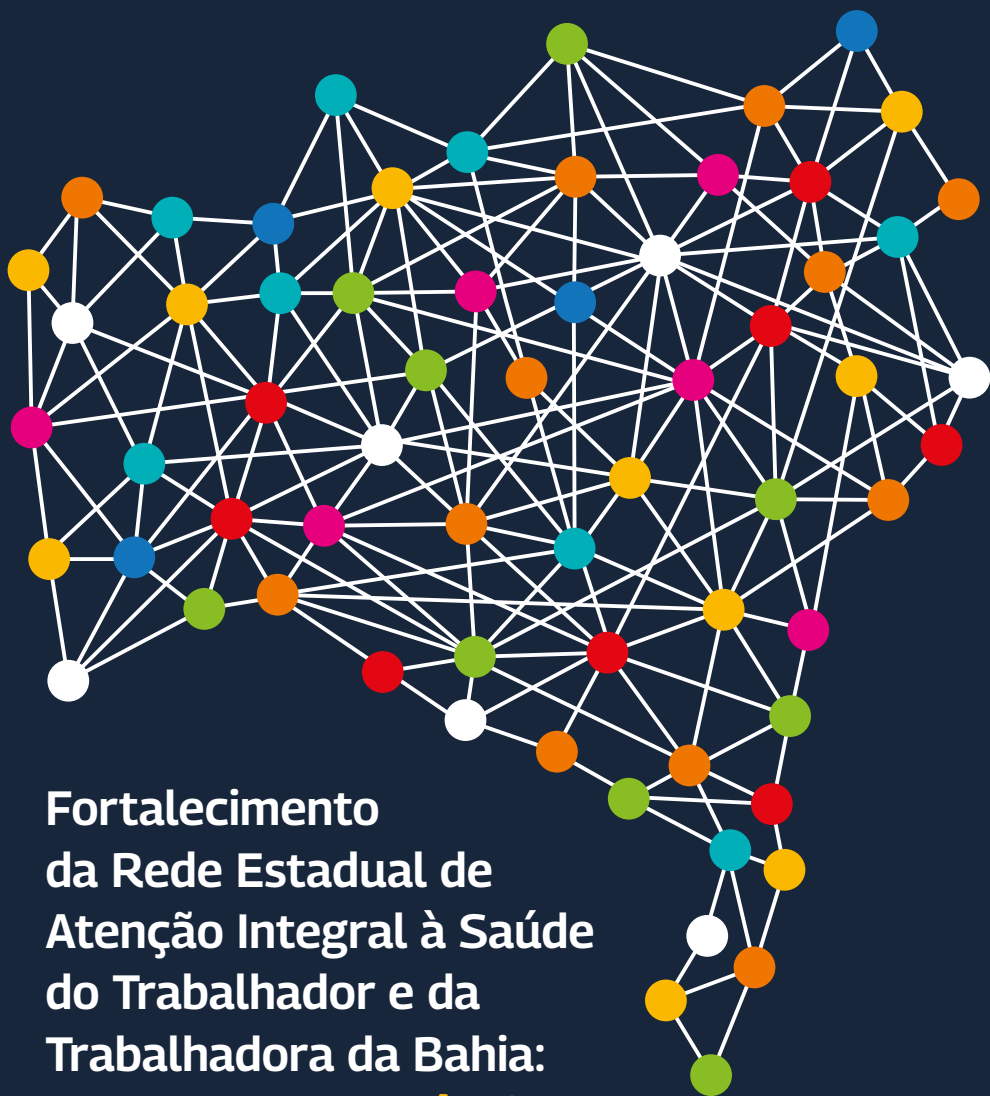 Fortalecimento
da Rede Estadual de
Atenção Integral à Saúde
do Trabalhador e da
Trabalhadora da Bahia: